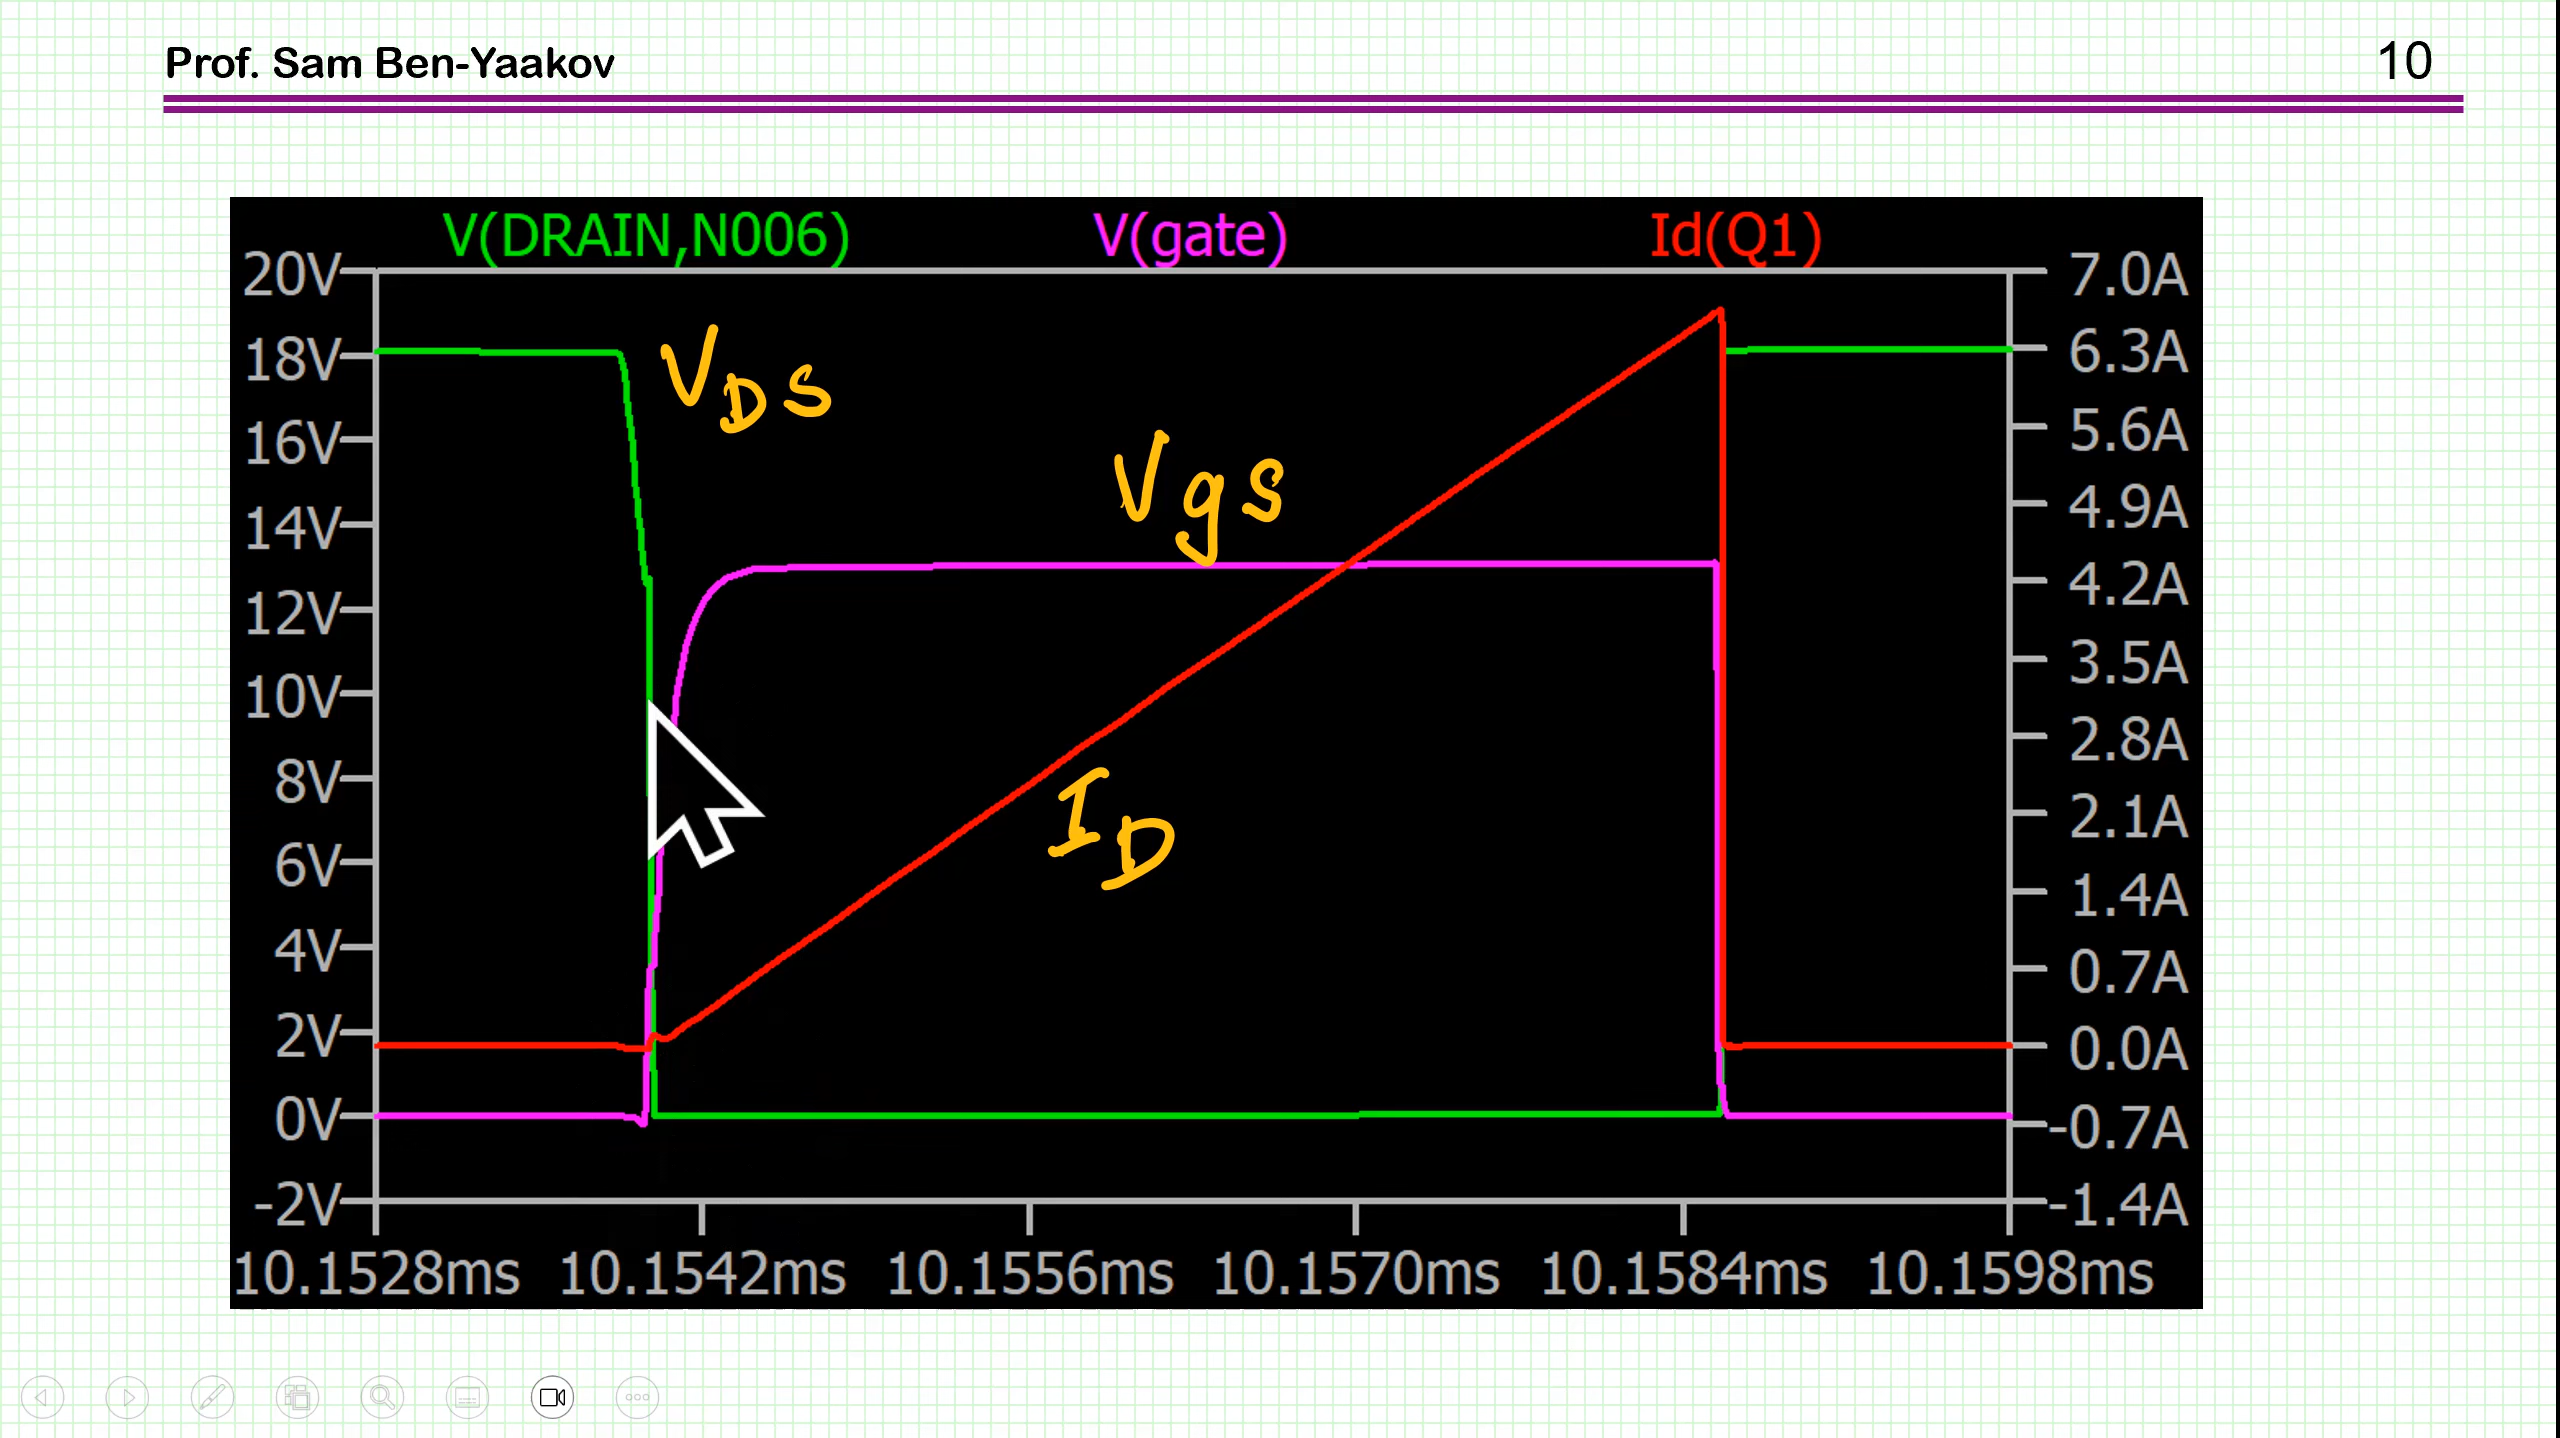 Prof. Sam Ben-Yaakov 10
V(DRAIN,N006) V(gate) Id(Q1)
20V 7.0A
18V 6.3A
16V 5.6A
14V 4.9A
12V 4.2A
10V 3.5A
8V 2.8A
6V 2.1A
4V 1.4A
2V 0.7A
0V 0.0A
-2V -0.7A
-1.4A
VDS
Vgs
ID
10.1528ms 10.1542ms 10.1556ms 10.1570ms 10.1584ms 10.1598ms